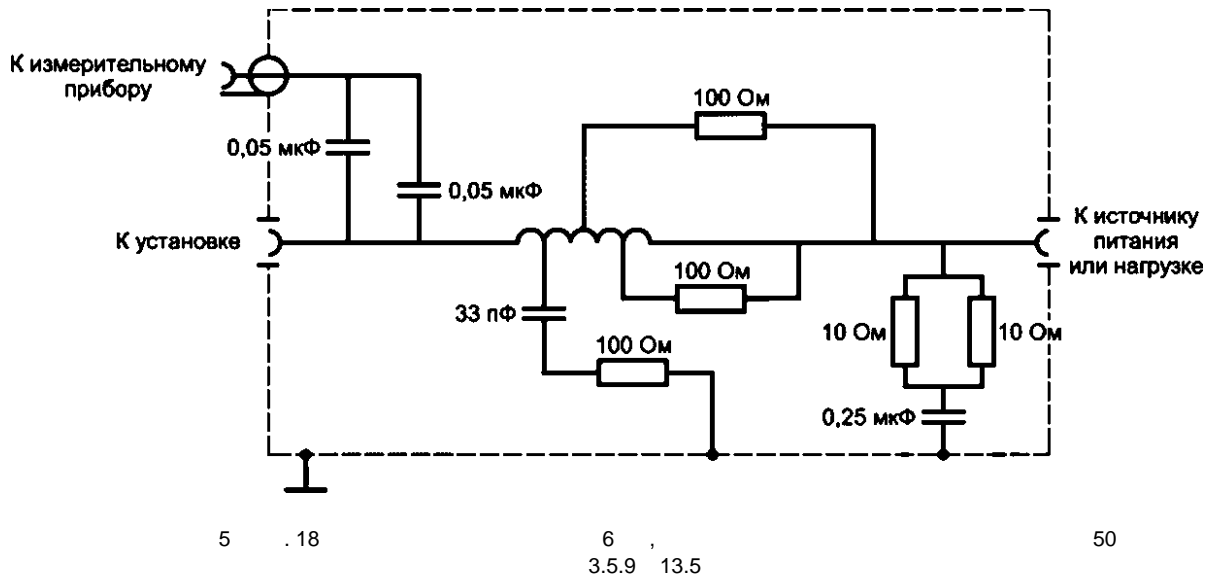 К измерительному
прибору
100 Ом
0,05 мкФ
0,05 мкФ
К установке
К источнику
питания
или нагрузке
100 Ом
33 пФ
100 Ом
10 Ом
10 Ом
0,25 мкФ
5 . 18 6 , 50
3.5.9 13.5